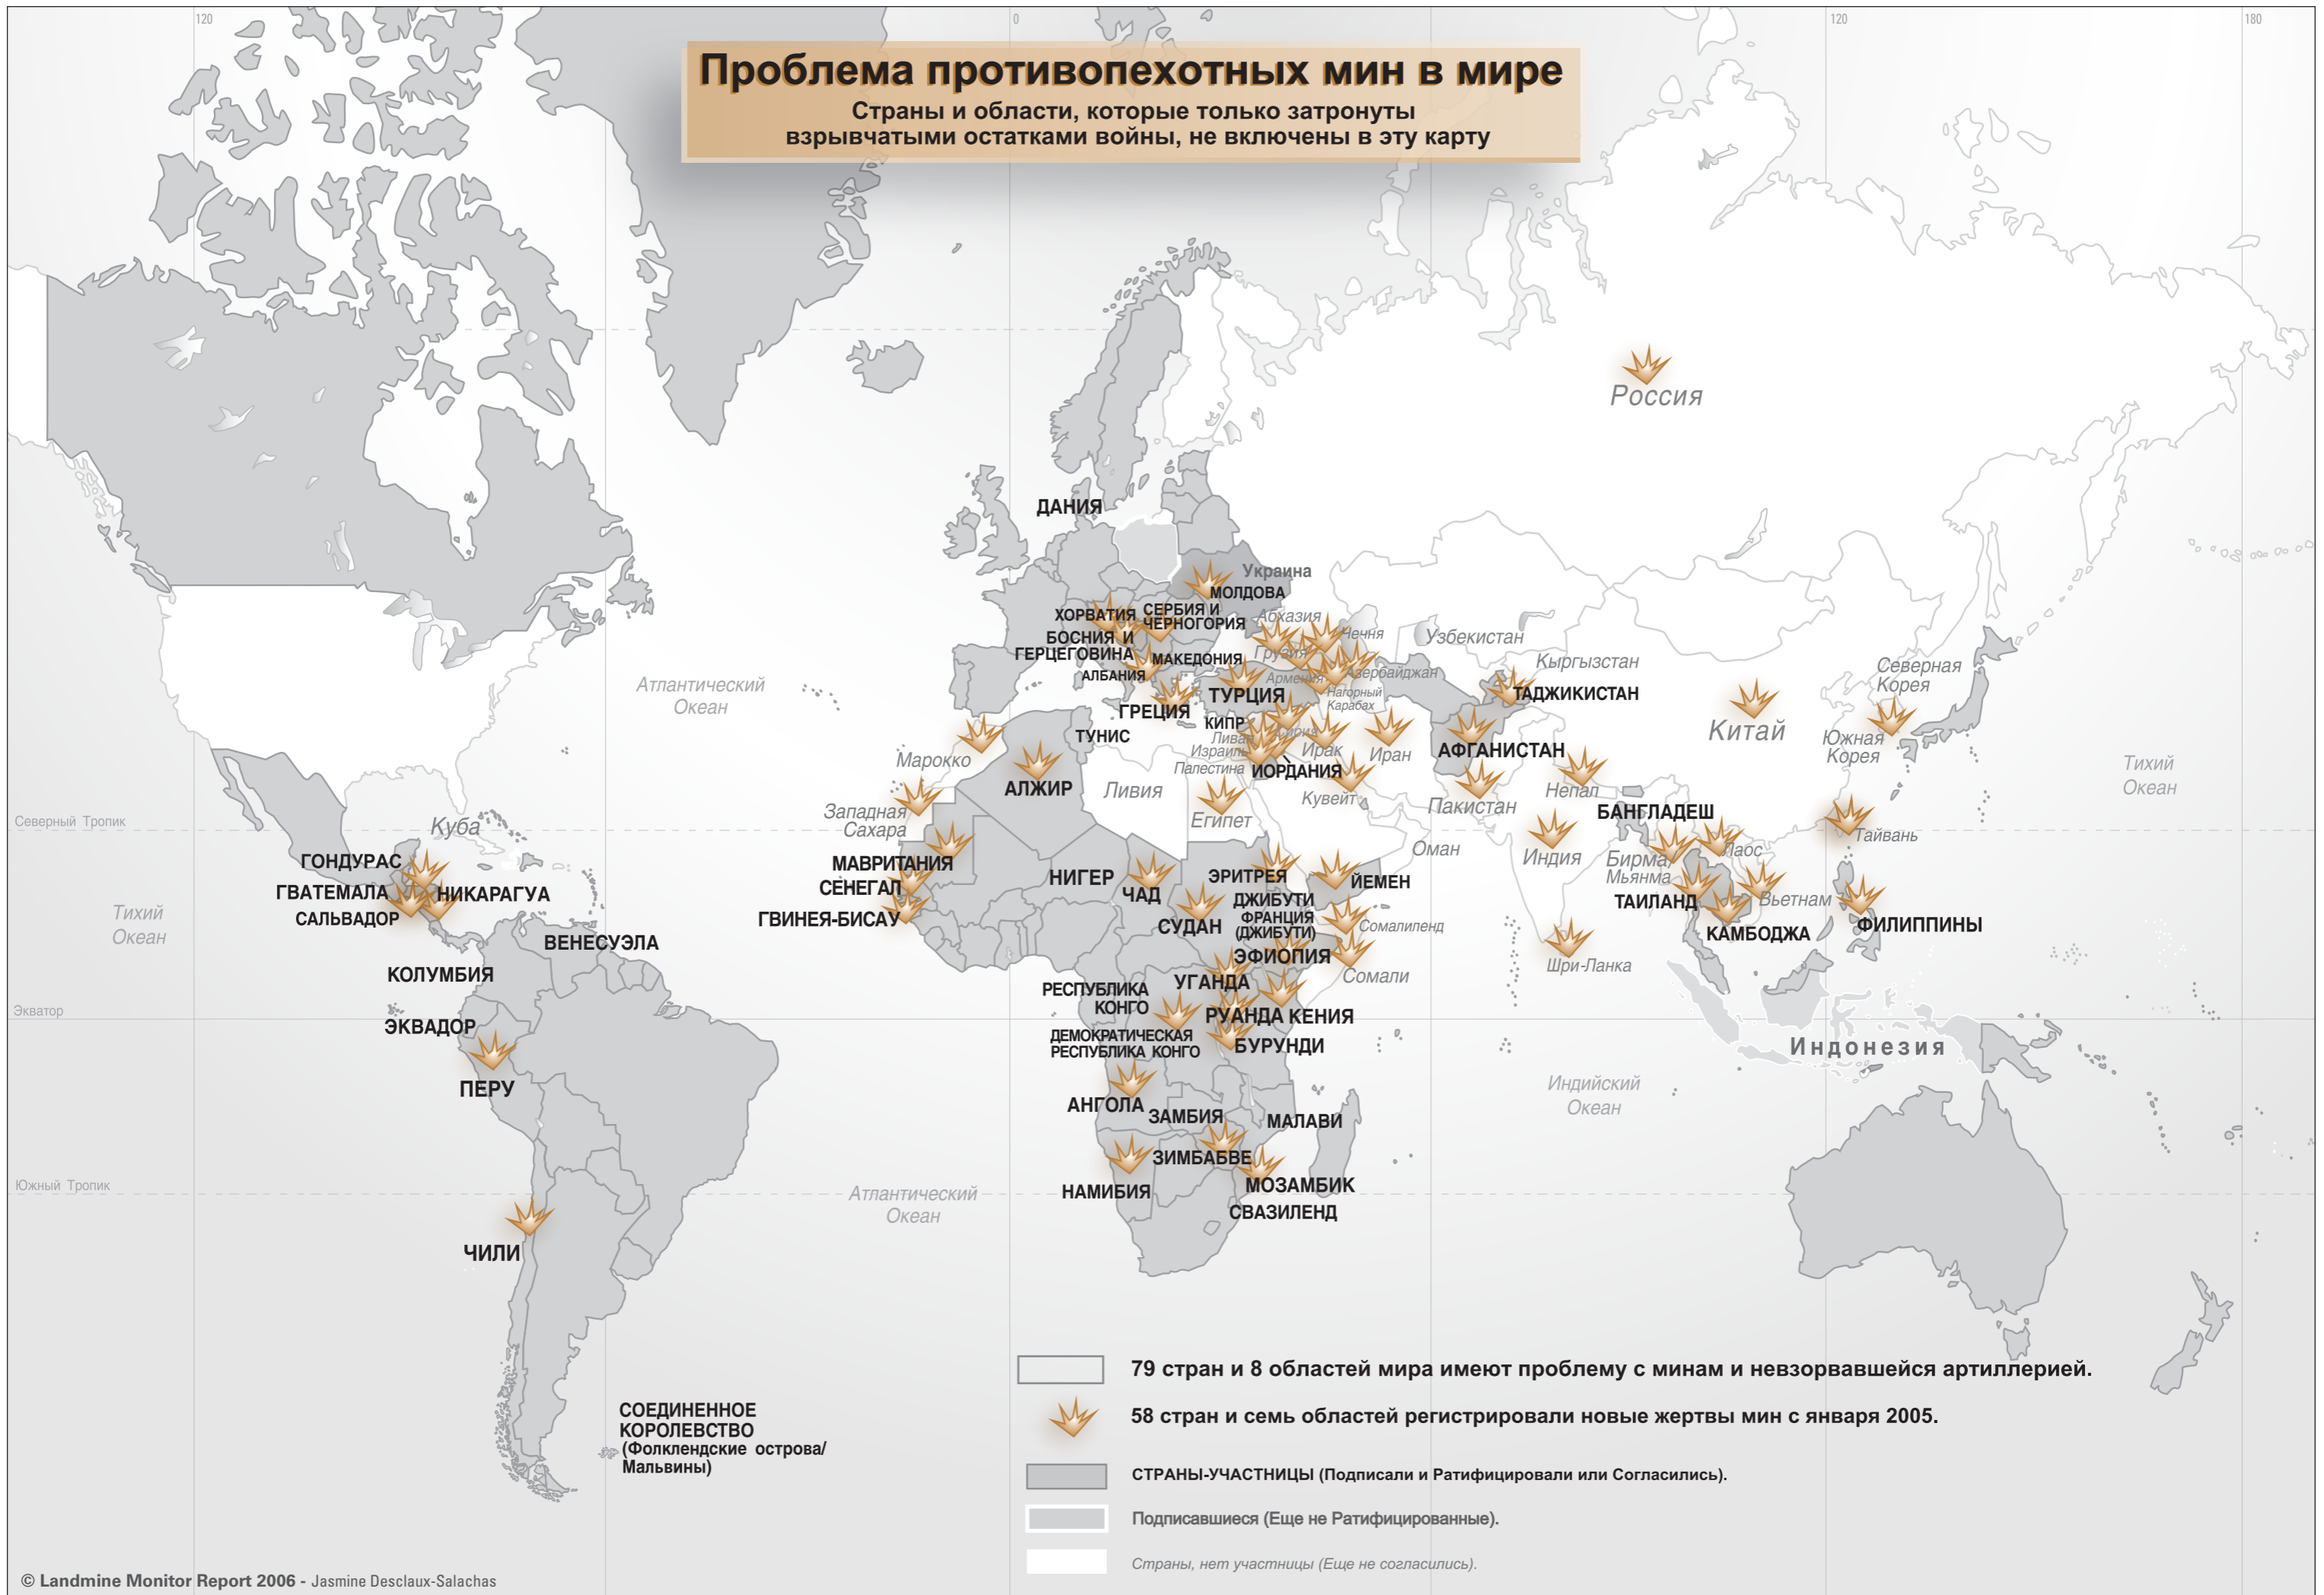 120
0
120
180
Проблема противопехотных мин в мире
Страны и области, которые только затронуты
взрывчатыми остатками войны, не включены в эту карту
Россия
ДАНИЯ
Украина
МОЛДОВА
ХОРВАТИЯ
СЕРБИЯ И
ЧЕРНОГОРИЯ
БОСНИЯ И
ГЕРЦЕГОВИНА
МАКЕДОНИЯ
АЛБАНИЯ
ГРЕЦИЯ
Абхазия
Чечня
Грузия
Армения
Азербайджан
Нагорный
Карабах
ТУРЦИЯ
Узбекистан
Кыргызстан
ТАДЖИКИСТАН
Северная
Корея
Китай
Южная
Корея
Атлантический
Океан
ТУНИС
КИПР
Ливан
Сирия
Израиль
Палестина
ИОРДАНИЯ
Ирак
Иран
Кувейт
АФГАНИСТАН
Пакистан
Непал
Марокко
АЛЖИР
Ливия
Египет
Западная
Сахара
Тихий
Океан
БАНГЛАДЕШ
Тайвань
Северный Тропик
Куба
Оман
Индия
Бирма/
Мьянма
Лаос
ГОНДУРАС
ГВАТЕМАЛА
НИКАРАГУА
САЛЬВАДОР
МАВРИТАНИЯ
СЕНЕГАЛ
ГВИНЕЯ-БИСАУ
НИГЕР
ЧАД
СУДАН
ЭРИТРЕЯ
ЙЕМЕН
ДЖИБУТИ
ФРАНЦИЯ
(ДЖИБУТИ)
Сомалиленд
ЭФИОПИЯ
Сомали
ТАИЛАНД
Вьетнам
КАМБОДЖА
ФИЛИППИНЫ
Шри-Ланка
Тихий
Океан
ВЕНЕСУЭЛА
КОЛУМБИЯ
УГАНДА
РЕСПУБЛИКА
КОНГО
РУАНДА
КЕНИЯ
ДЕМОКРАТИЧЕСКАЯ
РЕСПУБЛИКА КОНГО
БУРУНДИ
Экватор
ЭКВАДОР
ПЕРУ
Индонезия
Индийский
Океан
АНГОЛА
ЗАМБИЯ
МАЛАВИ
ЗИМБАБВЕ
НАМИБИЯ
МОЗАМБИК
СВАЗИЛЕНД
Южный Тропик
Атлантический
Океан
ЧИЛИ
СОЕДИНЕННОЕ
КОРОЛЕВСТВО
(Фолклендские острова/
Мальвины)
79 стран и 8 областей мира имеют проблему с минам и невзорвавшейся артиллерией.
58 стран и семь областей регистрировали новые жертвы мин с января 2005.
СТРАНЫ-УЧАСТНИЦЫ (Подписали и Ратифицировали или Согласились).
Подписавшиеся (Еще не Ратифицированные).
Страны, нет участницы (Еще не согласились).
© Landmine Monitor Report 2006 - Jasmine Desclaux-Salachas